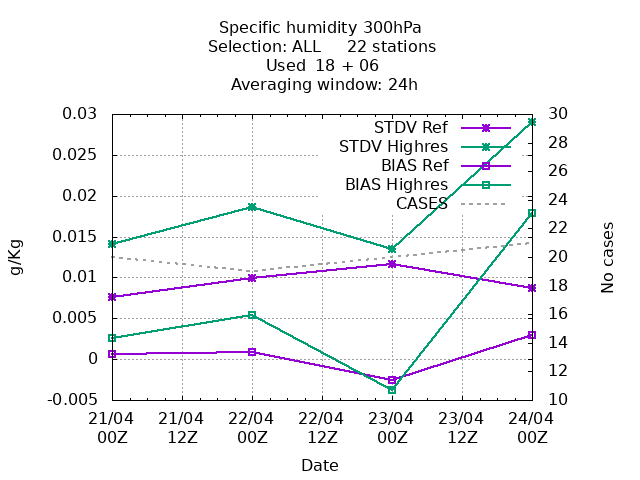 Specific humidity 300hPa
Selection: ALL     22 stations
Used  18 + 06
Averaging window: 24h
STDV Ref
STDV Highres
BIAS Ref
BIAS Highres
CASES
0.03
0.025
0.02
0.015
0.01
0.005
0
-0.005
30
28
26
24
22
20
18
16
14
12
10
g/Kg
No cases
21/04 21/04 22/04 22/04 23/04 23/04 24/04
00Z 12Z 00Z 12Z 00Z 12Z 00Z
Date